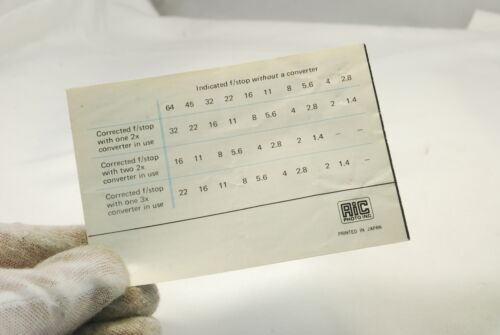 Indicated f/stop without a converter
64 45 32 22 16 11 8 5.6 4 2.8
Corrected f/stop
with one 2x
converter in use
32 22 16 11 8 5.6 4 2.8 2 1.4
Corrected f/stop
with two 2x
converter in use
16 11 8 5.6 4 2.8 2 1.4 – –
Corrected f/stop
with one 3x
converter in use
22 16 11 8 5.6 4 2.8 2 1.4 –
AiC
PHOTO INC.
PRINTED IN JAPAN